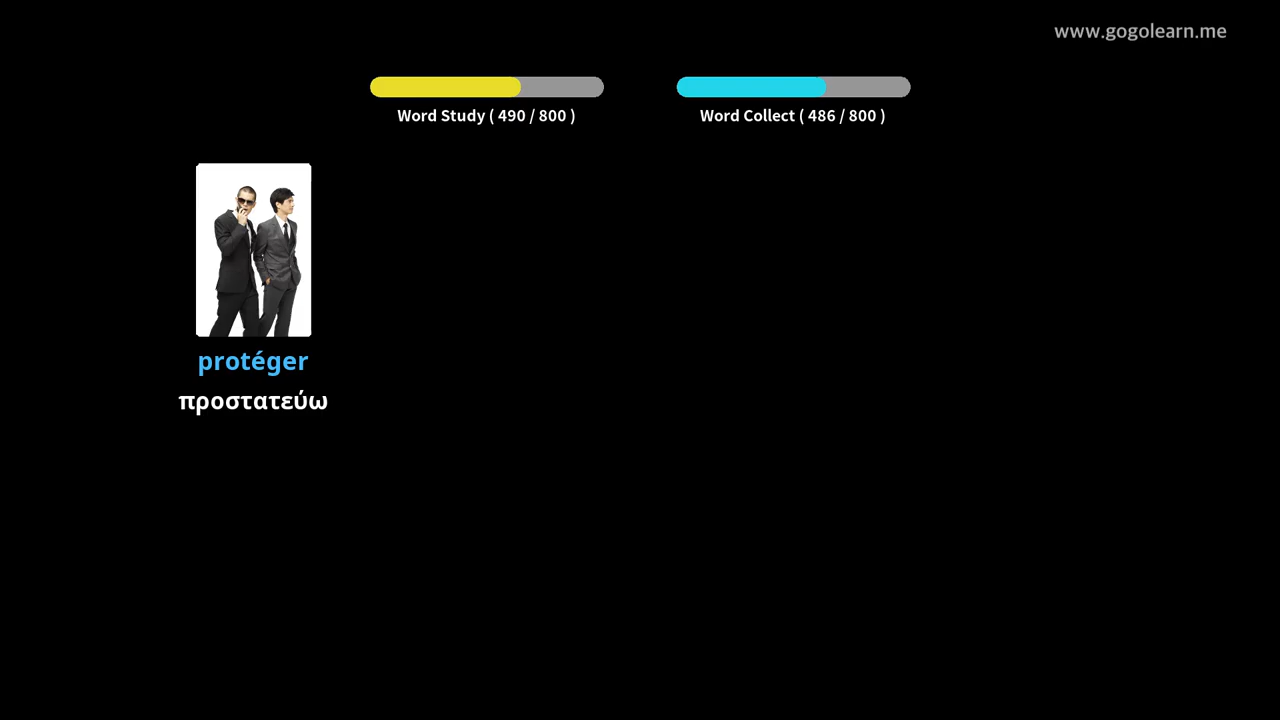 www.gogolearn.me
Word Study ( 490 / 800 )
Word Collect ( 486 / 800 )
protéger
προστατεύω